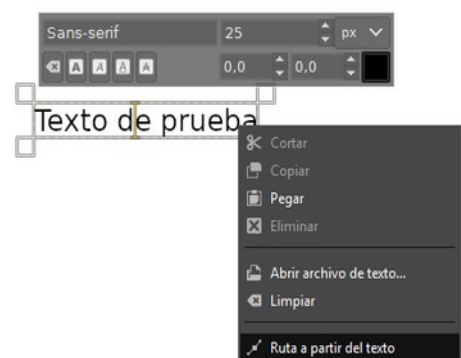 Sans-serif 25 px
A A A A 0,0 0,0
Texto de prueba
Cortar
Copiar
Pegar
Eliminar
Abrir archivo de texto...
Limpiar
Ruta a partir del texto